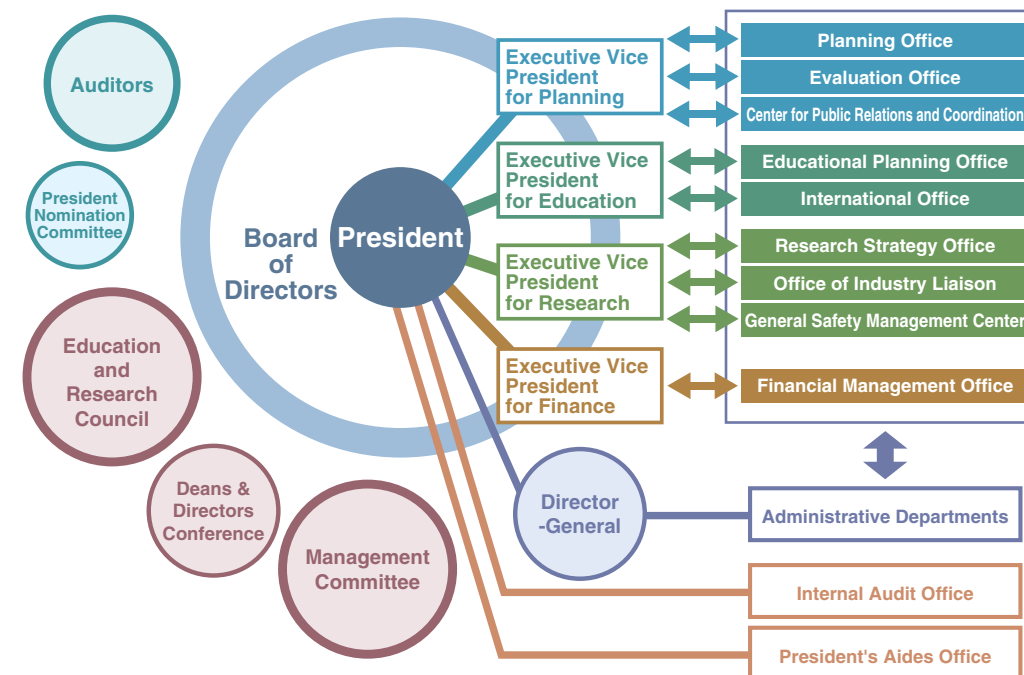 Auditors
President
Nomination
Committee
Education
and
Research
Council
Deans &
Directors
Conference
Management
Committee
Board
of
Directors
President
Executive Vice
President
for Planning
Executive Vice
President
for Education
Executive Vice
President
for Research
Executive Vice
President
for Finance
Director
-General
Planning Office
Evaluation Office
Center for Public Relations and Coordination
Educational Planning Office
International Office
Research Strategy Office
Office of Industry Liaison
General Safety Management Center
Financial Management Office
Administrative Departments
Internal Audit Office
President's Aides Office